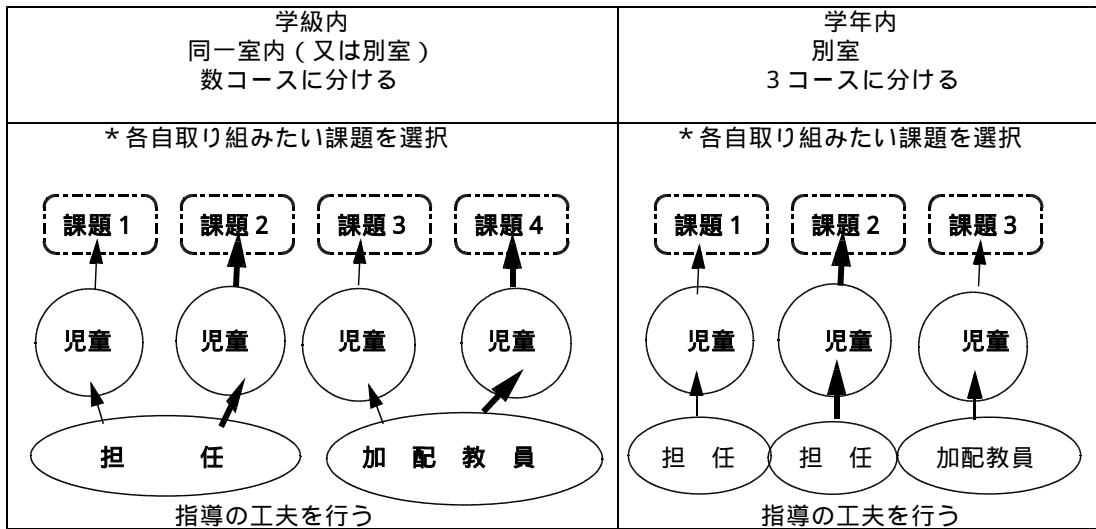 学級内
同一室内（又は別室）
数コースに分ける
＊各自取り組みたい課題を選択
課題1 課題2 課題3 課題4
児童 児童 児童 児童
担 任 加 配 教 員
指導の工夫を行う
学年内
別室
3コースに分ける
＊各自取り組みたい課題を選択
課題1 課題2 課題3
児童 児童 児童
担 任 担 任 加配教員
指導の工夫を行う